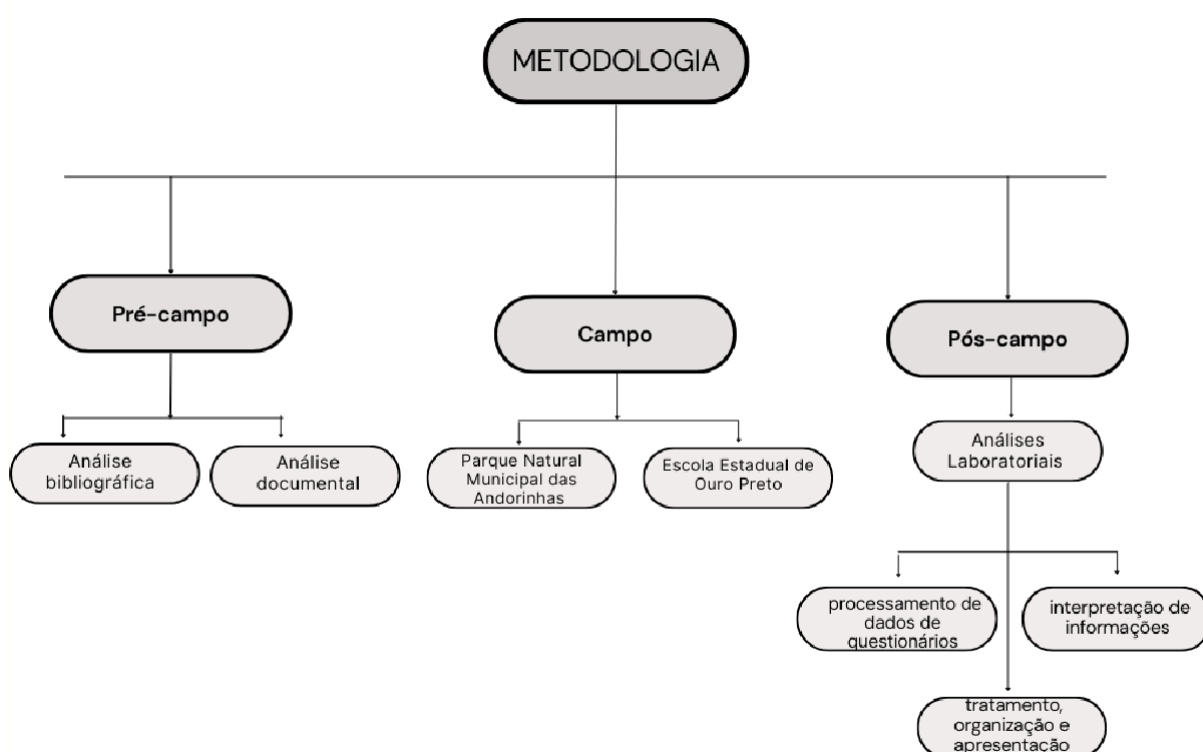 METODOLOGIA
Pré-campo
Campo
Pós-campo
Análise
bibliográfica
Análise
documental
Parque Natural
Municipal das
Andorinhas
Escola Estadual de
Ouro Preto
Análises
Laboratoriais
processamento de
dados de
questionários
interpretação de
informações
tratamento,
organização e
apresentação